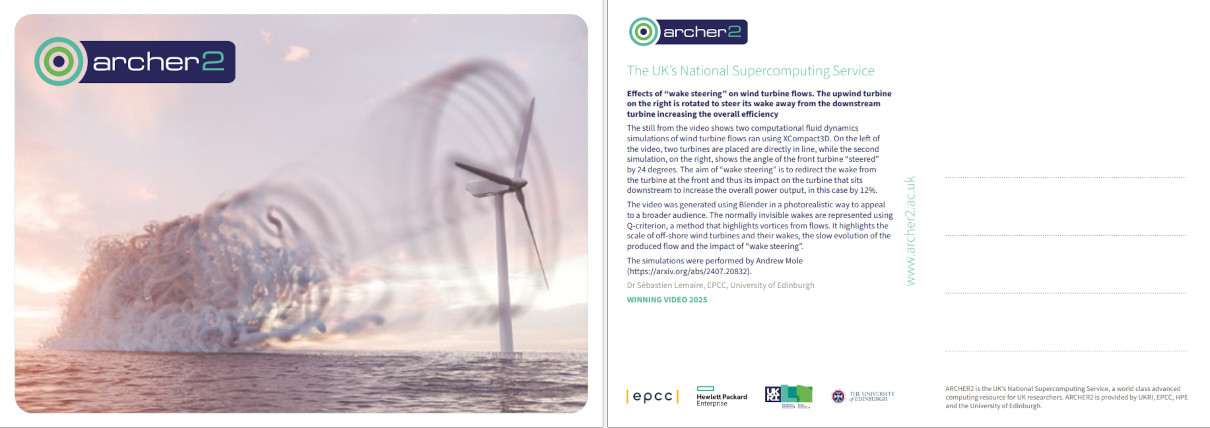 archer2
archer2
The UK's National Supercomputing Service
Effects of "wake steering" on wind turbine flows. The upwind turbine
on the right is rotated to steer its wake away from the downstream
turbine increasing the overall efficiency
The still from the video shows two computational fluid dynamics
simulations of wind turbine flows ran using XCompact3D. On the left of
the video, two turbines are placed are directly in line, while the second
simulation, on the right, shows the angle of the front turbine "steered"
by 24 degrees. The aim of "wake steering" is to redirect the wake from
the turbine at the front and thus its impact on the turbine that sits
downstream to increase the overall power output, in this case by 12%.
The video was generated using Blender in a photorealistic way to appeal
to a broader audience. The normally invisible wakes are represented using
Q-criterion, a method that highlights vortices from flows. It highlights the
scale of off-shore wind turbines and their wakes, the slow evolution of the
produced flow and the impact of "wake steering".
The simulations were performed by Andrew Mole
(https://arxiv.org/abs/2407.20832).
Dr Sébastien Lemaire, EPCC, University of Edinburgh
WINNING VIDEO 2025
www.archer2.ac.uk
epcc
Hewlett Packard
Enterprise
UK
RI
THE UNIVERSITY
of EDINBURGH
ARCHER2 is the UK's National Supercomputing Service, a world class advanced
computing resource for UK researchers. ARCHER2 is provided by UKRI, EPCC, HPE
and the University of Edinburgh.